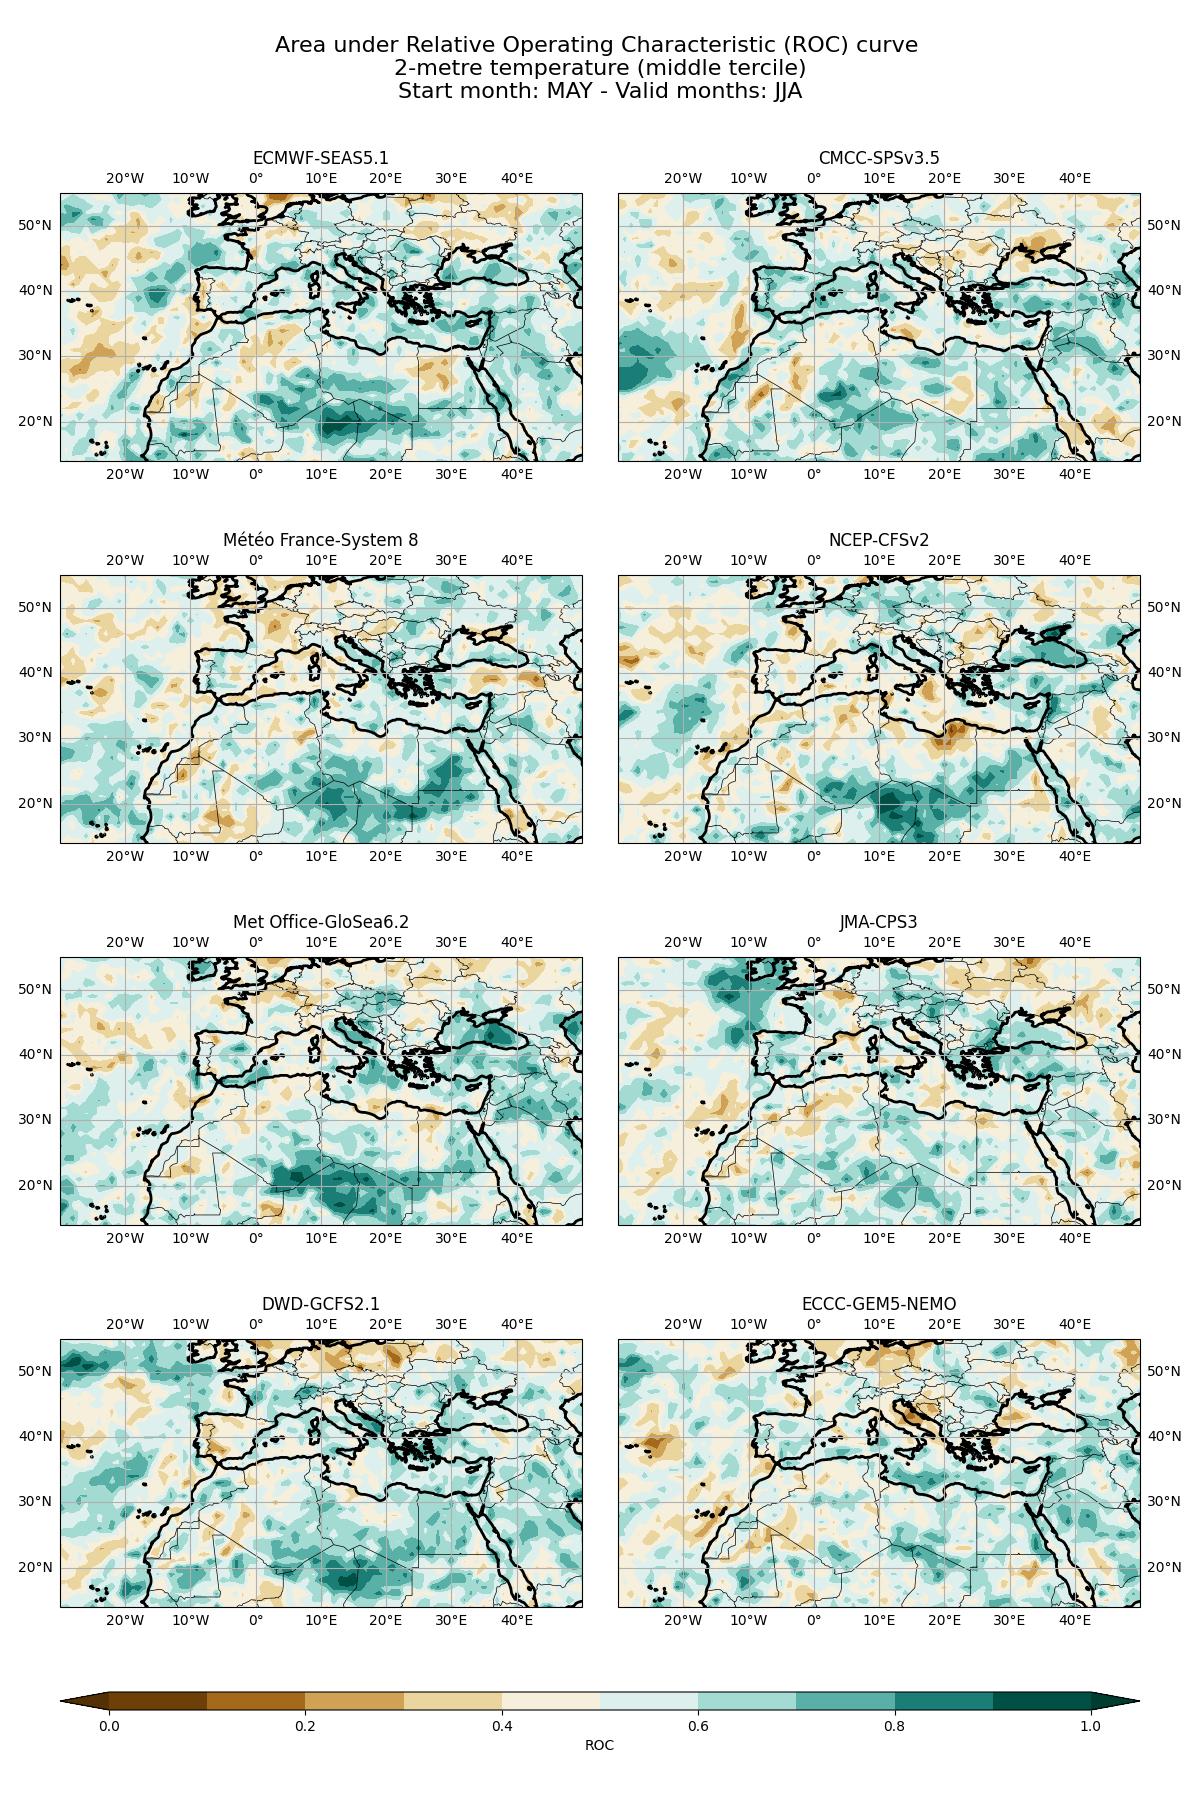 Area under Relative Operating Characteristic (ROC) curve
2-metre temperature (middle tercile)
Start month: MAY - Valid months: JJA
ECMWF-SEAS5.1 CMCC-SPSv3.5
20°W 10°W 0° 10°E 20°E 30°E 40°E 20°W 10°W 0° 10°E 20°E 30°E 40°E
50°N 50°N
40°N 40°N
30°N 30°N
20°N 20°N
20°W 10°W 0° 10°E 20°E 30°E 40°E 20°W 10°W 0° 10°E 20°E 30°E 40°E
Météo France-System 8 NCEP-CFSv2
20°W 10°W 0° 10°E 20°E 30°E 40°E 20°W 10°W 0° 10°E 20°E 30°E 40°E
50°N 50°N
40°N 40°N
30°N 30°N
20°N 20°N
20°W 10°W 0° 10°E 20°E 30°E 40°E 20°W 10°W 0° 10°E 20°E 30°E 40°E
Met Office-GloSea6.2 JMA-CPS3
20°W 10°W 0° 10°E 20°E 30°E 40°E 20°W 10°W 0° 10°E 20°E 30°E 40°E
50°N 50°N
40°N 40°N
30°N 30°N
20°N 20°N
20°W 10°W 0° 10°E 20°E 30°E 40°E 20°W 10°W 0° 10°E 20°E 30°E 40°E
DWD-GCFS2.1 ECCC-GEM5-NEMO
20°W 10°W 0° 10°E 20°E 30°E 40°E 20°W 10°W 0° 10°E 20°E 30°E 40°E
50°N 50°N
40°N 40°N
30°N 30°N
20°N 20°N
20°W 10°W 0° 10°E 20°E 30°E 40°E 20°W 10°W 0° 10°E 20°E 30°E 40°E
0.0 0.2 0.4 0.6 0.8 1.0
ROC